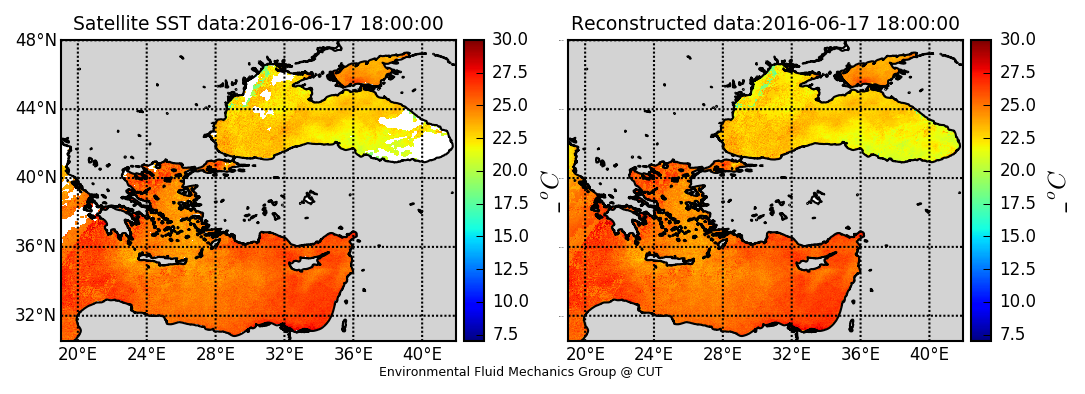 Satellite SST data:2016-06-17 18:00:00
48°N
44°N
40°N
36°N
32°N
20°E 24°E 28°E 32°E 36°E 40°E
30.0
27.5
25.0
22.5
20.0
17.5
15.0
12.5
10.0
7.5
_ °C
Reconstructed data:2016-06-17 18:00:00
20°E 24°E 28°E 32°E 36°E 40°E
30.0
27.5
25.0
22.5
20.0
17.5
15.0
12.5
10.0
7.5
_ °C
Environmental Fluid Mechanics Group @ CUT